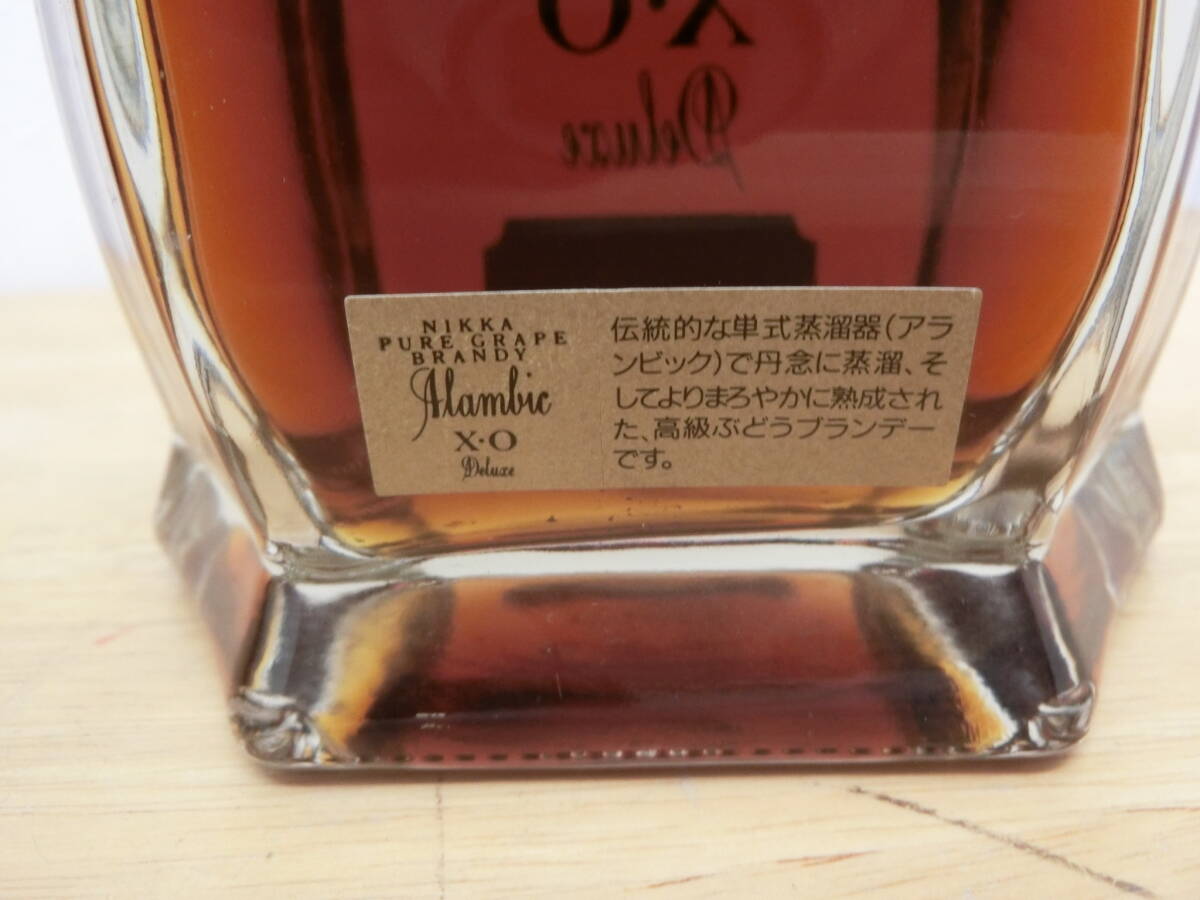 X·O
Deluxe
NIKKA
PURE GRAPE
BRANDY
Alambic
X·O
Deluxe
伝統的な単式蒸溜器(アラ
ンビック)で丹念に蒸溜、そ
してよりまろやかに熟成され
た、高級ぶどうブランデー
です。